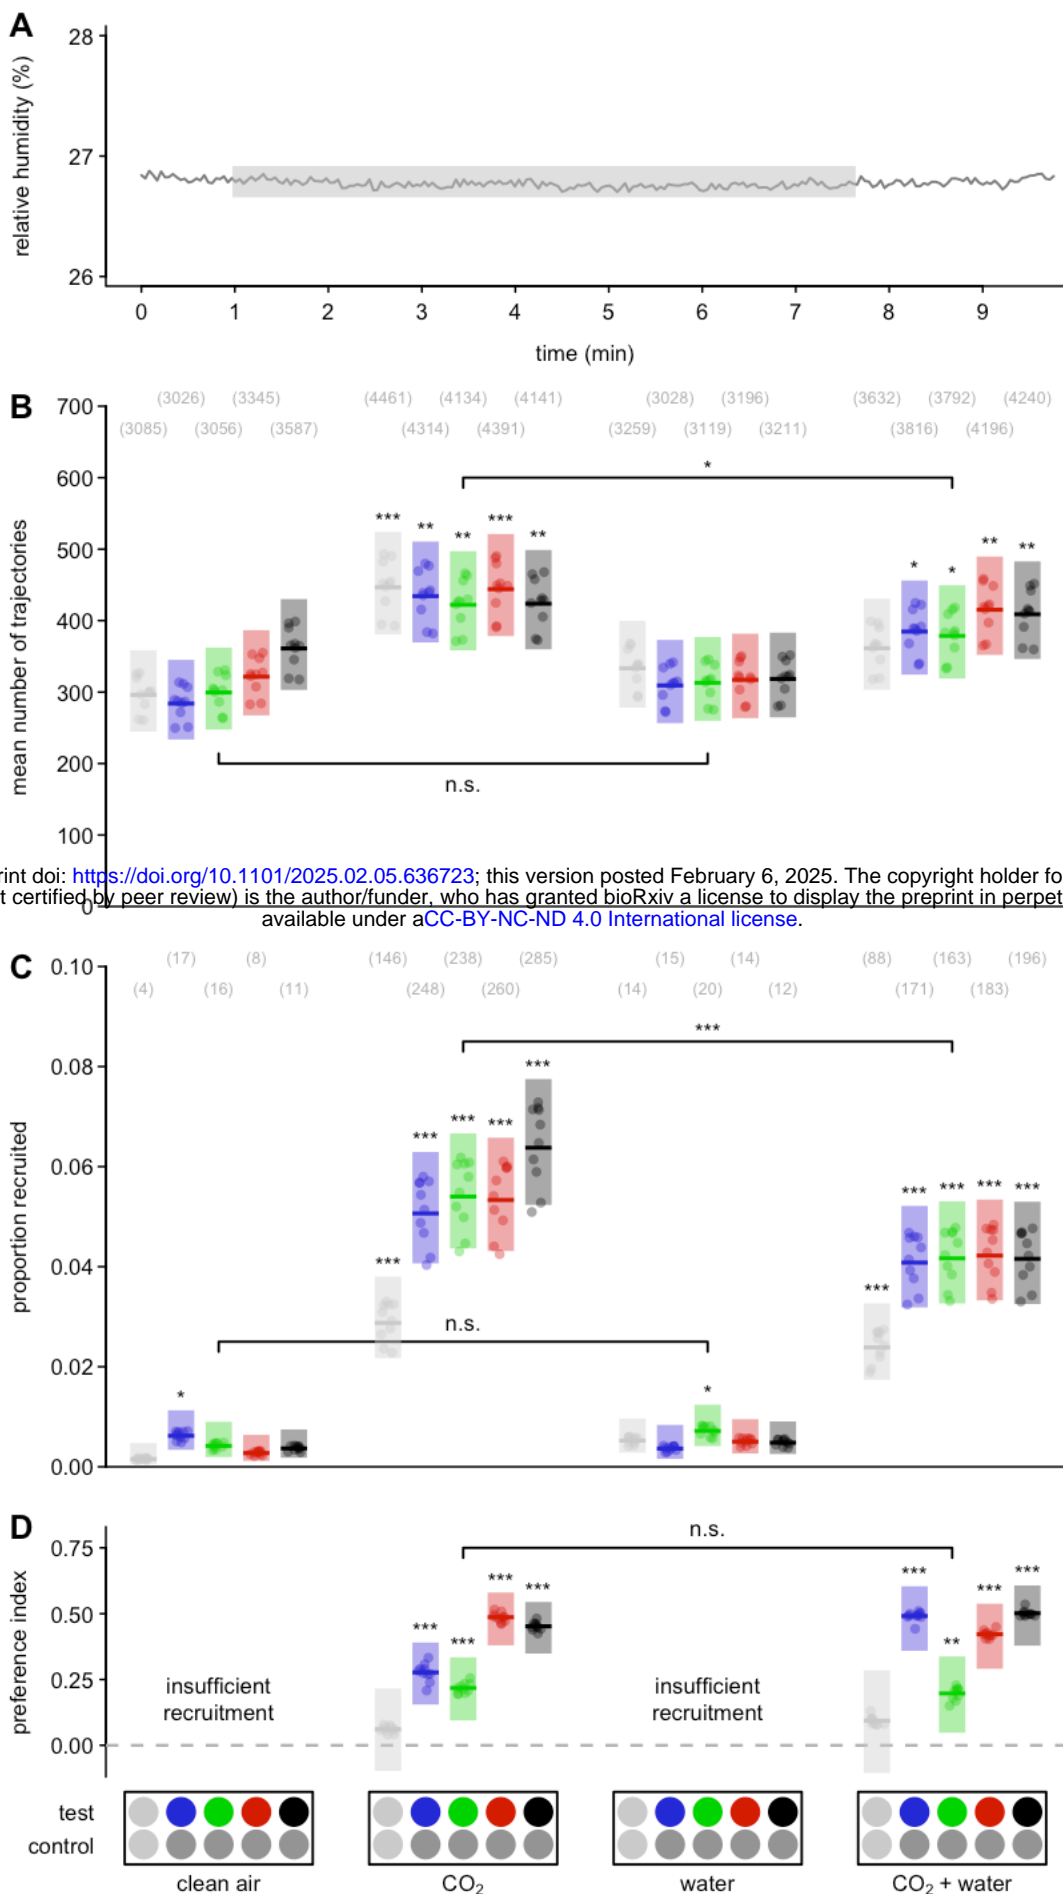 A
relative humidity (%)
28
27
26
0 1 2 3 4 5 6 7 8 9
time (min)
B
mean number of trajectories
700
600
500
400
300
200
100
0
(3026) (3345) (4461) (4134) (4141) (3028) (3196) (3632) (3792) (4240)
(3085) (3056) (3587) (4314) (4391) (3259) (3119) (3211) (3816) (4196)
*
*** ** ** *** **
* * ** **
n.s.
rint doi: https://doi.org/10.1101/2025.02.05.636723; this version posted February 6, 2025. The copyright holder fo
t certified by peer review) is the author/funder, who has granted bioRxiv a license to display the preprint in perpet
available under aCC-BY-NC-ND 4.0 International license.
C
proportion recruited
0.10
0.08
0.06
0.04
0.02
0.00
(17) (8) (146) (238) (285) (15) (14) (88) (163) (196)
(4) (16) (11) (248) (260) (14) (20) (12) (171) (183)
***
*** *** *** *** ***
*** *** *** *** ***
n.s.
* *
D
preference index
0.75
0.50
0.25
0.00
n.s.
*** *** *** ***
*** ** *** ***
insufficient
recruitment
insufficient
recruitment
test
control
clean air CO2 water CO2 + water